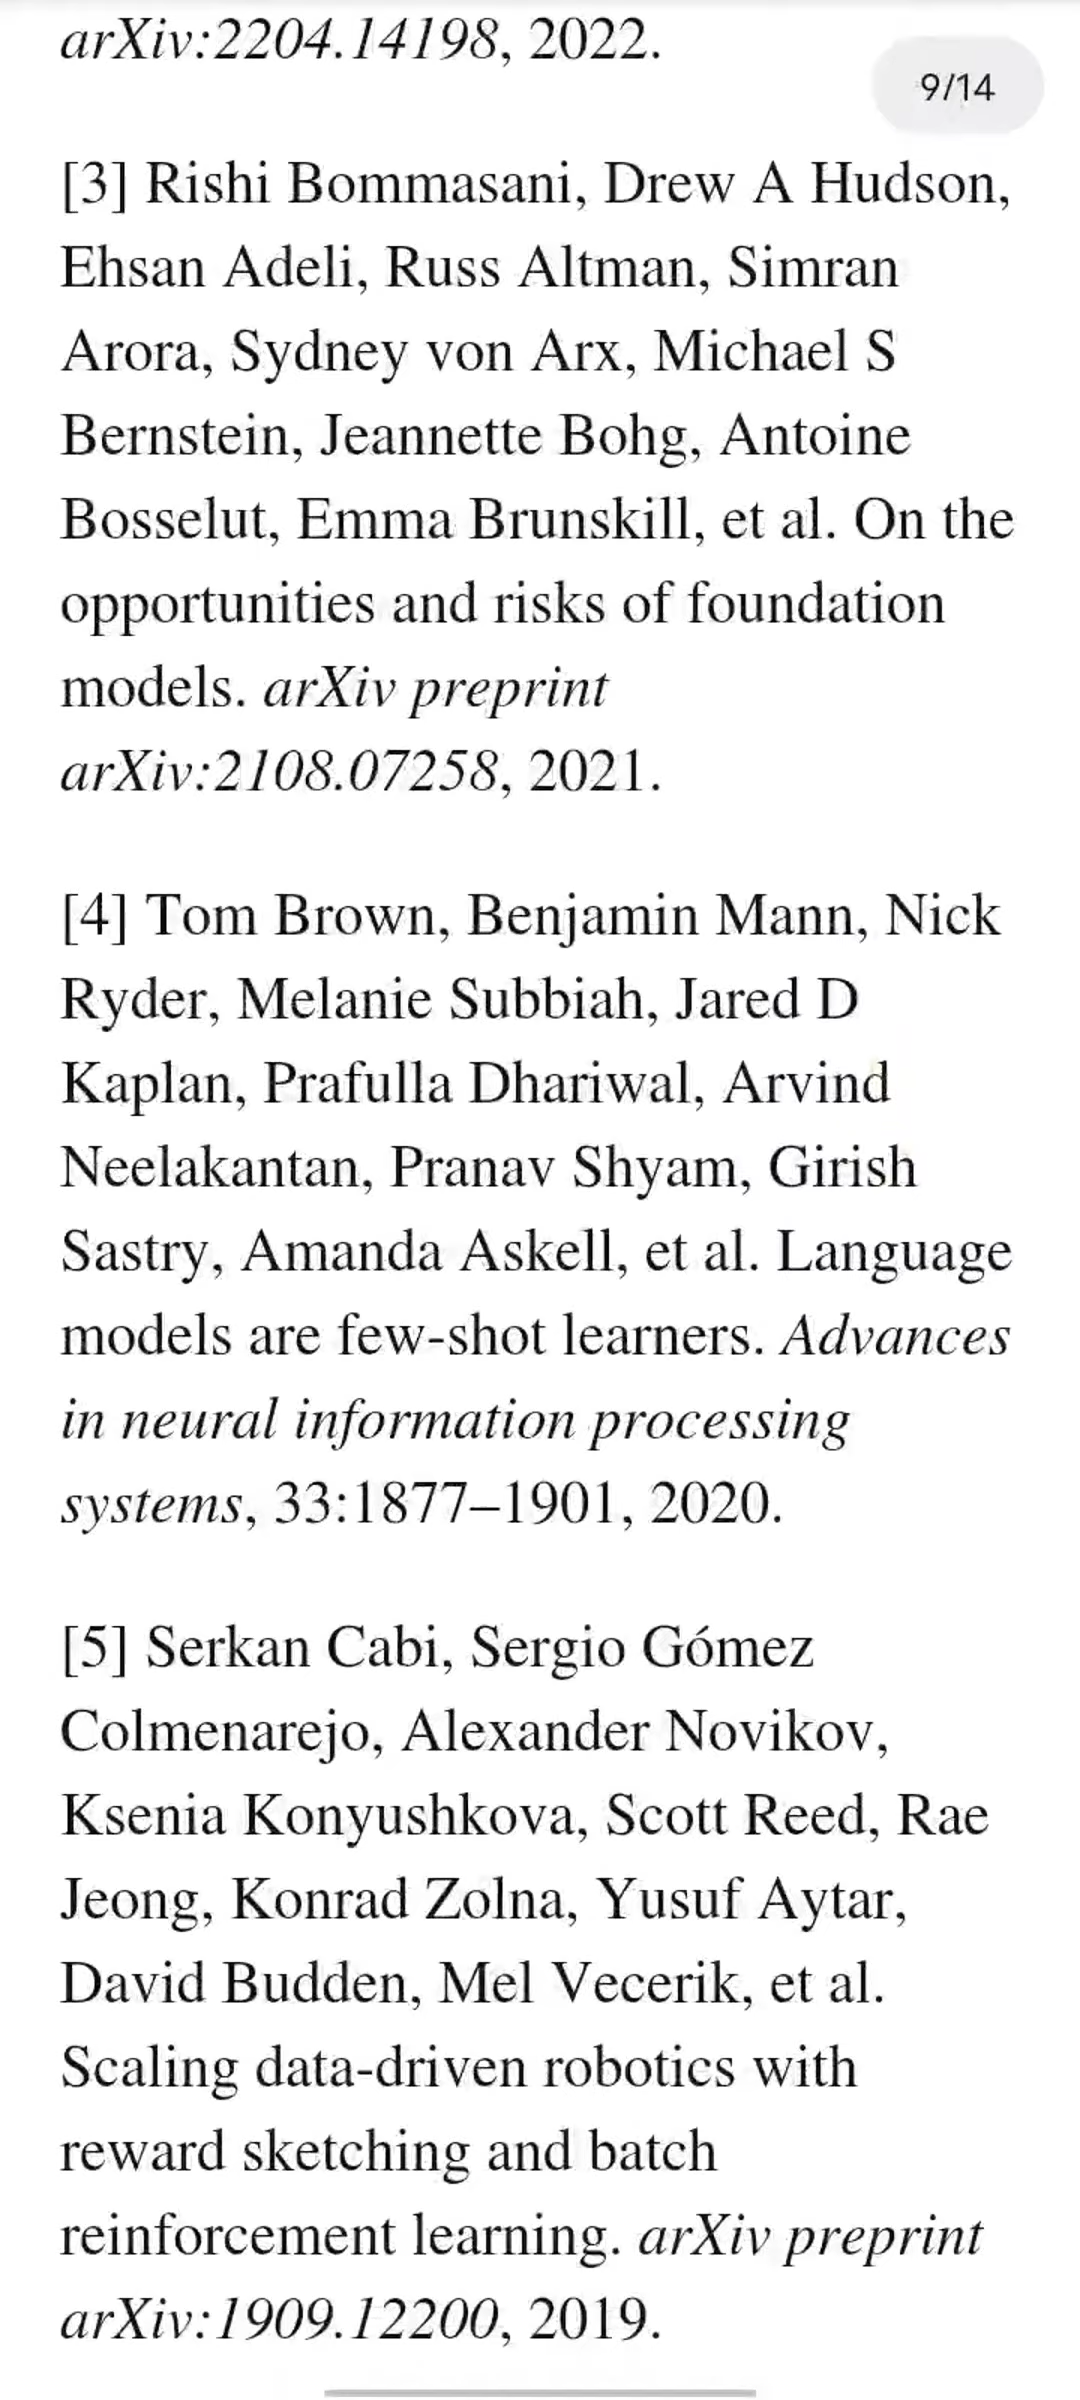 arXiv:2204.14198, 2022.
9/14
[3] Rishi Bommasani, Drew A Hudson,
Ehsan Adeli, Russ Altman, Simran
Arora, Sydney von Arx, Michael S
Bernstein, Jeannette Bohg, Antoine
Bosselut, Emma Brunskill, et al. On the
opportunities and risks of foundation
models. arXiv preprint
arXiv:2108.07258, 2021.
[4] Tom Brown, Benjamin Mann, Nick
Ryder, Melanie Subbiah, Jared D
Kaplan, Prafulla Dhariwal, Arvind
Neelakantan, Pranav Shyam, Girish
Sastry, Amanda Askell, et al. Language
models are few-shot learners. Advances
in neural information processing
systems, 33:1877–1901, 2020.
[5] Serkan Cabi, Sergio Gómez
Colmenarejo, Alexander Novikov,
Ksenia Konyushkova, Scott Reed, Rae
Jeong, Konrad Zolna, Yusuf Aytar,
David Budden, Mel Vecerik, et al.
Scaling data-driven robotics with
reward sketching and batch
reinforcement learning. arXiv preprint
arXiv:1909.12200, 2019.